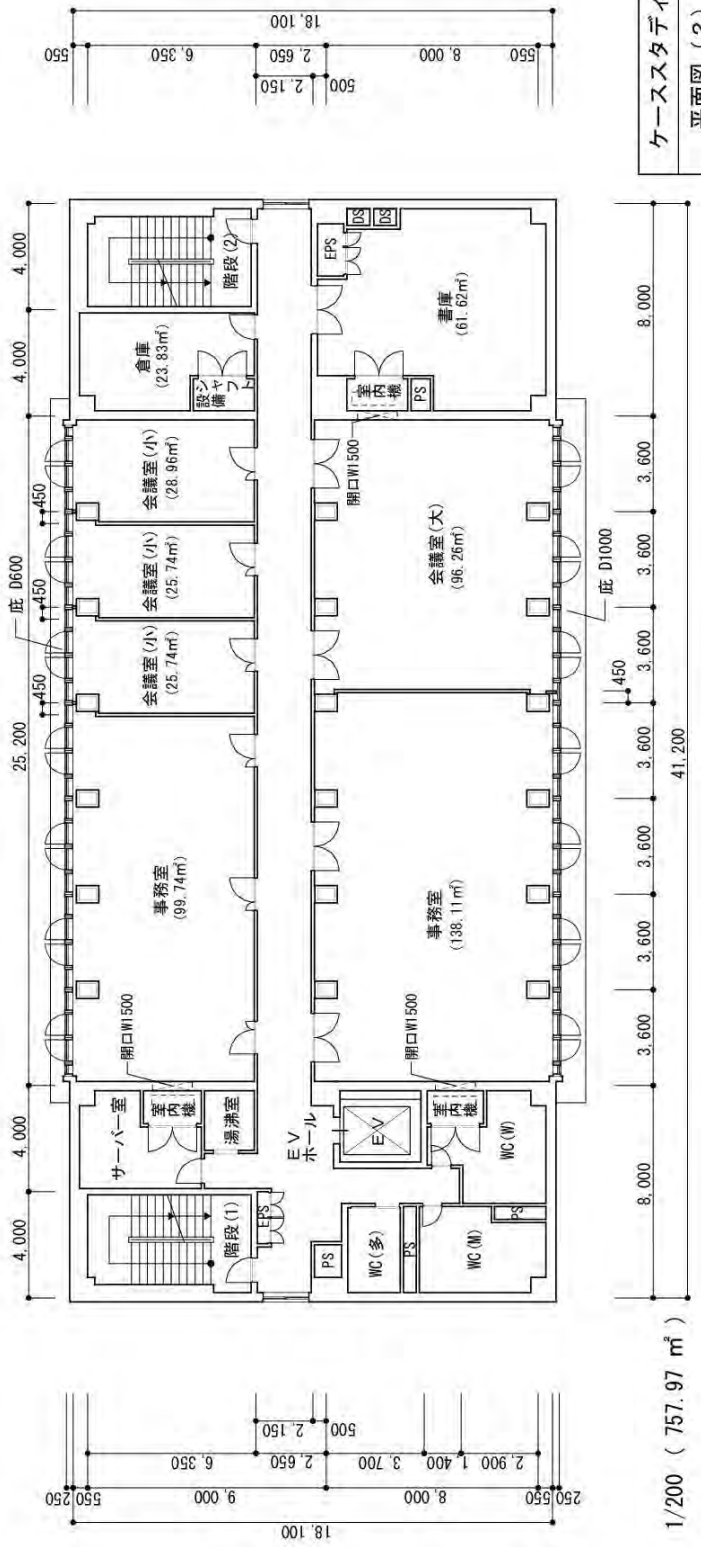 4,000
4,000
25,200
4,000
4,000
庇 D600
450
450
450
250
550
6,350
9,000
18,100
2,650
2,150
500
3,700
8,000
1,400
2,900
550
250
階段(1)
サーバー室
室内機
開口W1500
湯沸室
事務室
(99.74㎡)
会議室(小)
(25.74㎡)
会議室(小)
(25.74㎡)
会議室(小)
(28.96㎡)
倉庫
(23.83㎡)
設備
シャフト
階段(2)
EPS
EV
ホール
PS
WC(多)
PS
EV
WC(M)
PS
WC(W)
室内機
開口W1500
事務室
(138.11㎡)
会議室(大)
(96.26㎡)
開口W1500
室内機
PS
書庫
(61.62㎡)
EPS
DS
DS
550
6,350
2,650
2,150
500
8,000
550
18,100
450
庇 D1000
8,000
3,600
3,600
3,600
3,600
3,600
3,600
3,600
8,000
41,200
1/200 ( 757.97 ㎡ )
ケーススタディ
平面図(3)